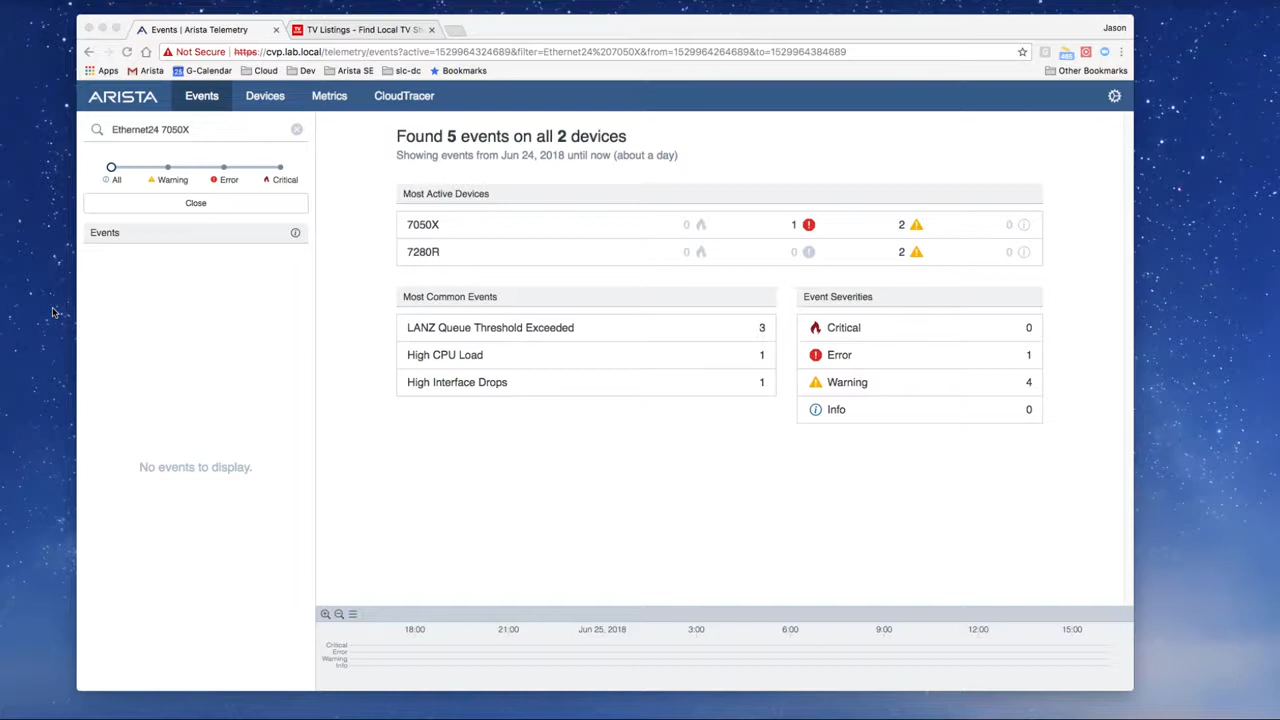 Events | Arista Telemetry
TV Listings - Find Local TV Sh
Jason
Not Secure | https://cvp.lab.local/telemetry/events?active=1529964324689&filter=Ethernet24%207050X&from=1529964264689&to=1529964384689
Apps Arista G-Calendar Cloud Dev Arista SE slc-dc Bookmarks Other Bookmarks
ARISTA Events Devices Metrics CloudTracer
Ethernet24 7050X
All Warning Error Critical
Close
Events
No events to display.
Found 5 events on all 2 devices
Showing events from Jun 24, 2018 until now (about a day)
Most Active Devices
7050X 0 1 2 0
7280R 0 0 2 0
Most Common Events
LANZ Queue Threshold Exceeded 3
High CPU Load 1
High Interface Drops 1
Event Severities
Critical 0
Error 1
Warning 4
Info 0
18:00 21:00 Jun 25, 2018 3:00 6:00 9:00 12:00 15:00
Critical
Error
Warning
Info